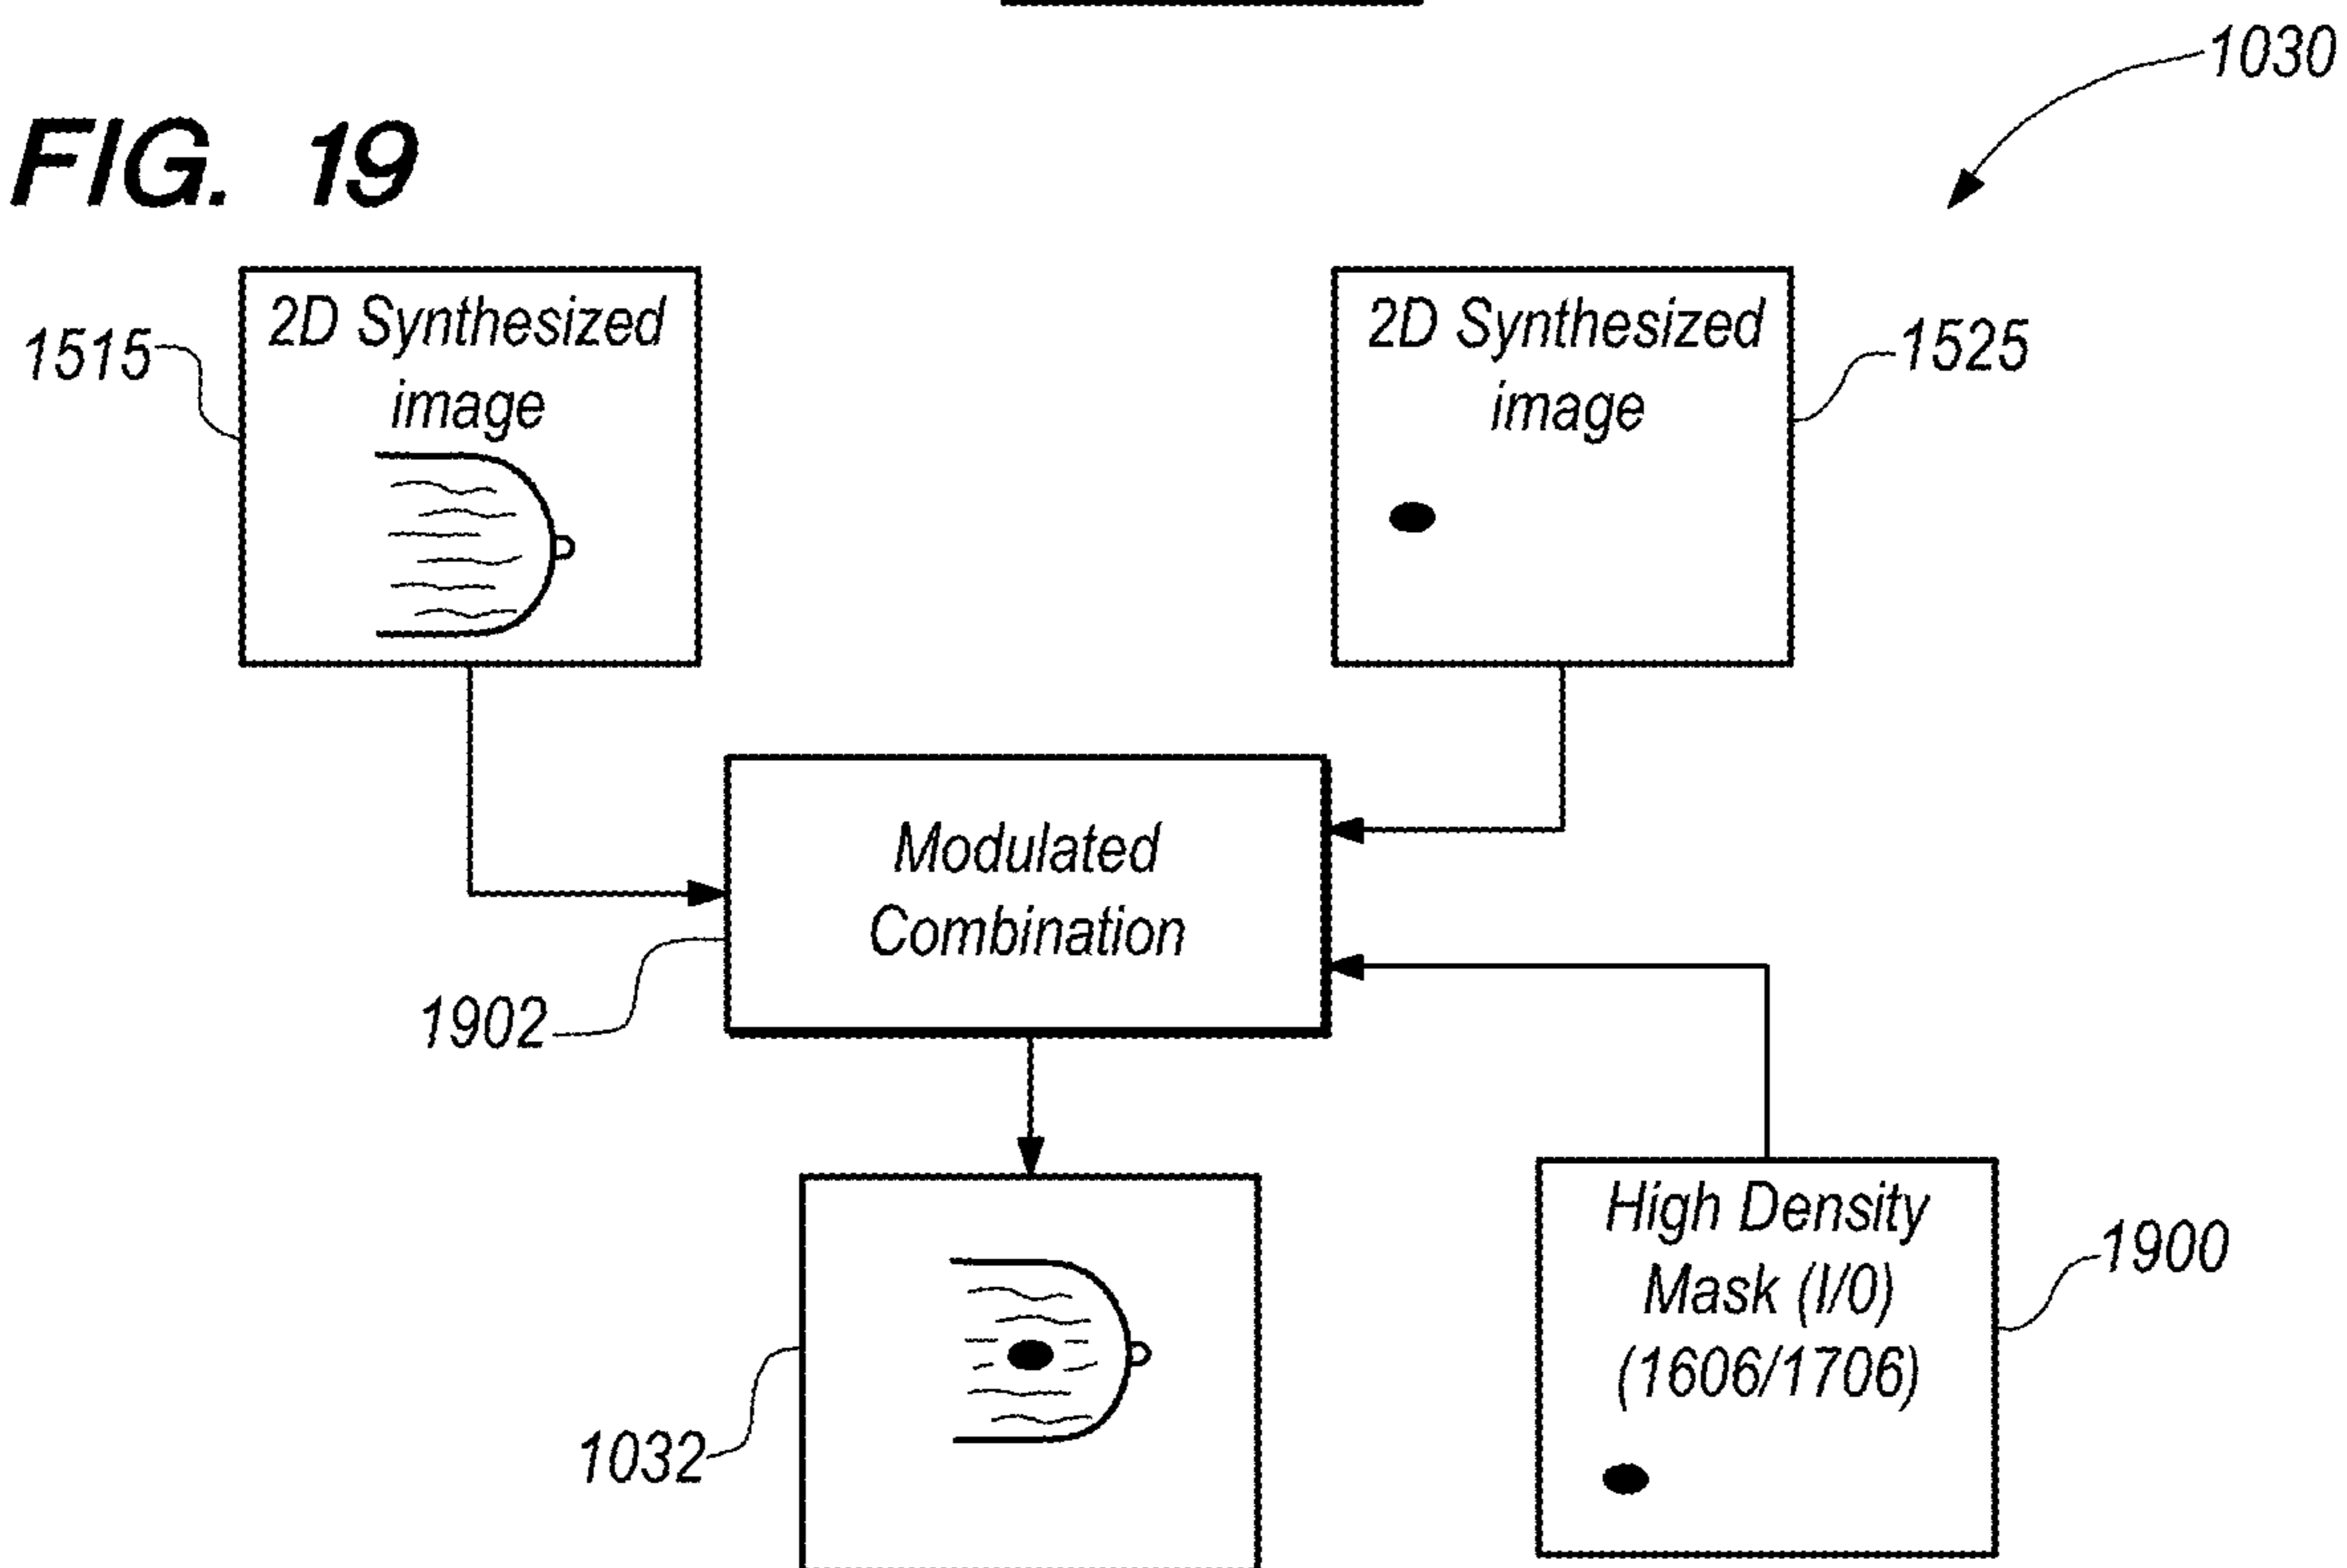 1030
FIG. 19
2D Synthesized
image
1515
2D Synthesized
image
1525
Modulated
Combination
1902
High Density
Mask (I/0)
(1606/1706)
1900
1032